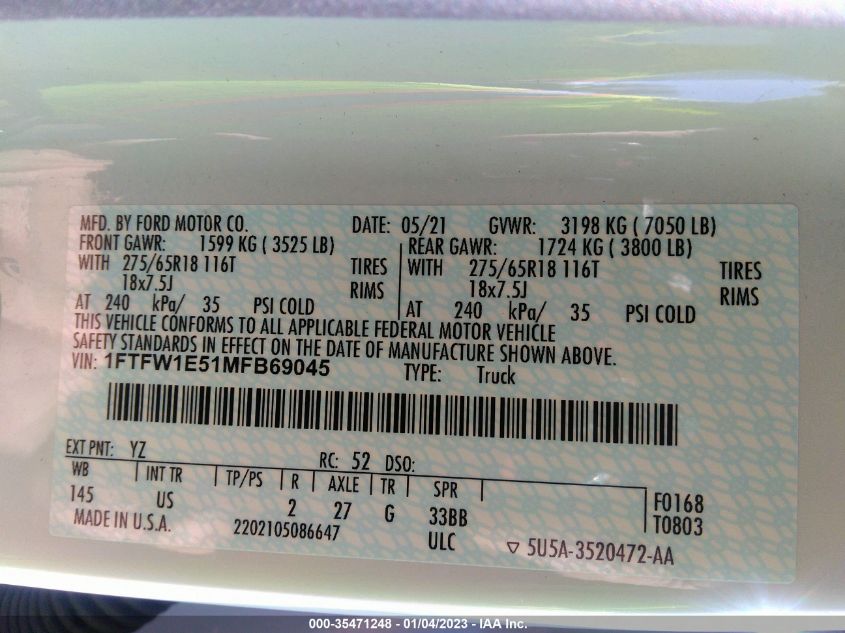 MFD. BY FORD MOTOR CO. DATE: 05/21 GVWR: 3198 KG ( 7050 LB)
FRONT GAWR: 1599 KG ( 3525 LB) REAR GAWR: 1724 KG ( 3800 LB)
WITH 275/65R18 116T TIRES WITH 275/65R18 116T TIRES
18x7.5J RIMS 18x7.5J RIMS
AT 240 kPa/ 35 PSI COLD AT 240 kPa/ 35 PSI COLD
THIS VEHICLE CONFORMS TO ALL APPLICABLE FEDERAL MOTOR VEHICLE
SAFETY STANDARDS IN EFFECT ON THE DATE OF MANUFACTURE SHOWN ABOVE.
VIN: 1FTFW1E51MFB69045 TYPE: Truck
EXT PNT: YZ RC: 52 DSO:
WB INT TR TP/PS R AXLE TR SPR
145 US 2 27 G 33BB F0168
MADE IN U.S.A. 2202105086647 ULC T0803
5U5A-3520472-AA
000-35471248 - 01/04/2023 - IAA Inc.